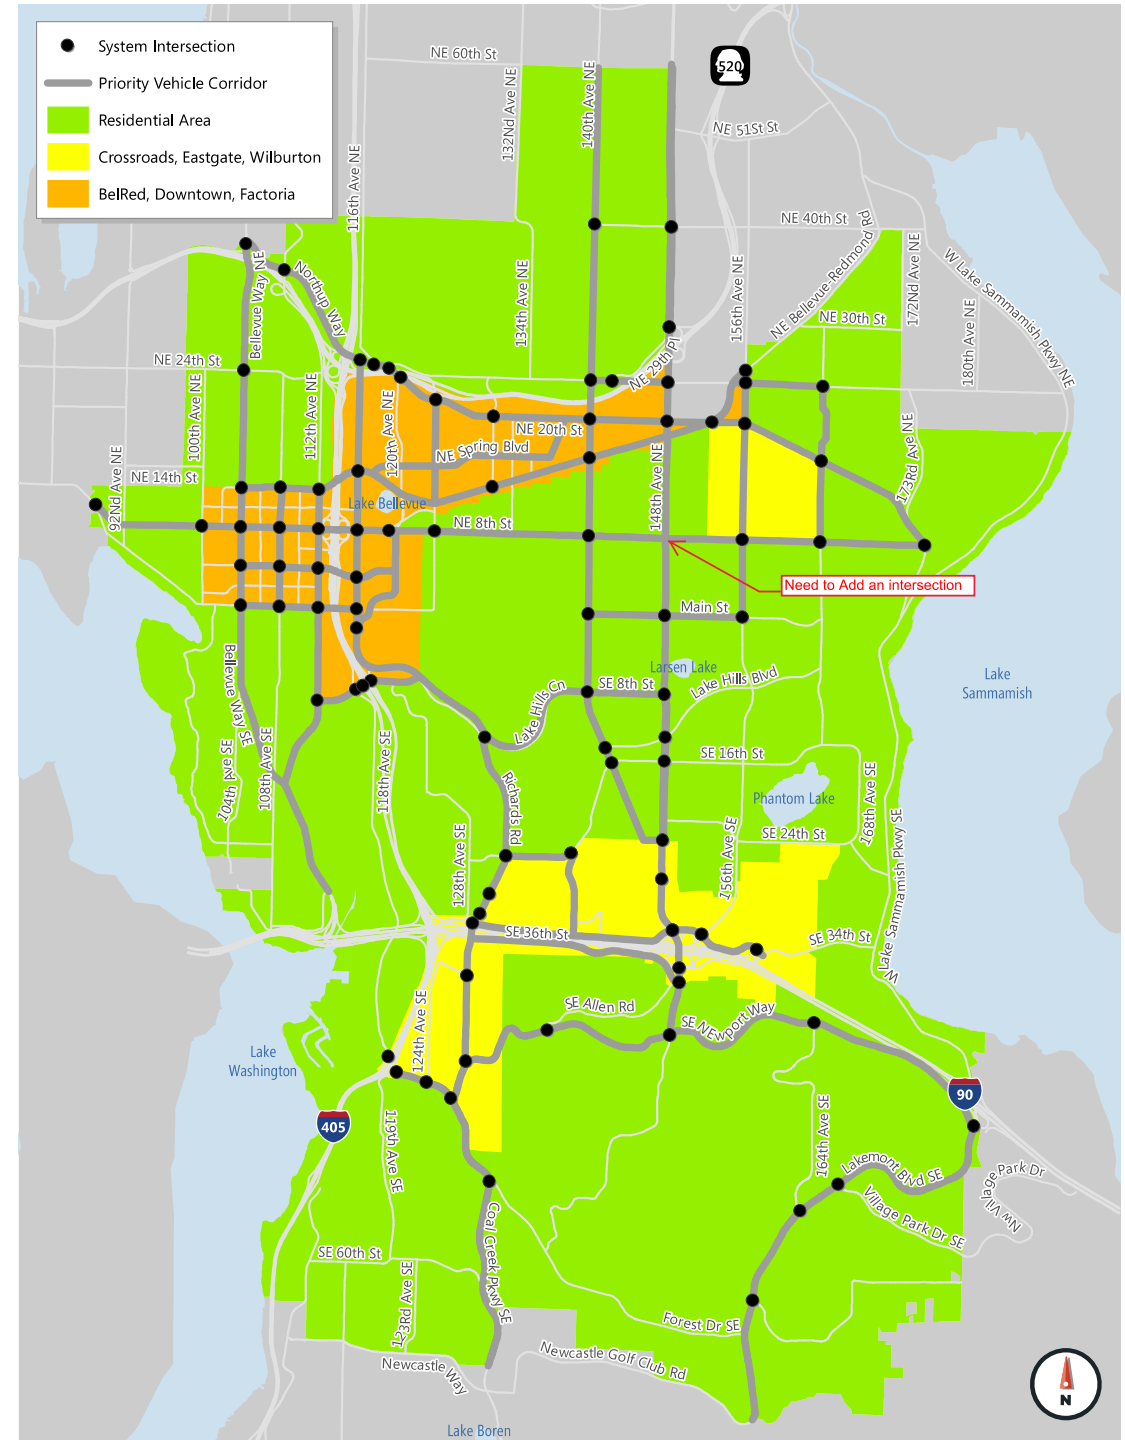 System Intersection
Priority Vehicle Corridor
Residential Area
Crossroads, Eastgate, Wilburton
BelRed, Downtown, Factoria
NE 60th St
520
132Nd Ave NE
140th Ave NE
NE 51St St
116th Ave NE
NE 40th St
NE Bellevue-Redmond Rd
172Nd Ave NE
W Lake Sammamish Pkwy NE
Bellevue Way NE
Northup Way
134th Ave NE
156th Ave NE
NE 30th St
180th Ave NE
NE 24th St
NE 29th Pl
100th Ave NE
112th Ave NE
120th Ave NE
NE 20th St
NE Spring Blvd
148th Ave NE
173Rd Ave NE
NE 14th St
92Nd Ave NE
Lake Bellevue
NE 8th St
Need to Add an intersection
Main St
Larsen Lake
Lake Hills Blvd
SE 8th St
Lake Hills Cn
Lake
Sammamish
Bellevue Way SE
104th Ave SE
108th Ave SE
118th Ave SE
SE 16th St
Richards Rd
Phantom Lake
168th Ave SE
SE 24th St
128th Ave SE
156th Ave SE
W Lake Sammamish Pkwy SE
SE 36th St
SE 34th St
SE Allen Rd
SE NEwport Way
124th Ave SE
Lake
Washington
90
405
119th Ave SE
164th Ave SE
Lakemont Blvd SE
Village Park Dr SE
NW Village Park Dr
Coal Creek Pkwy SE
SE 60th St
123Rd Ave SE
Forest Dr SE
Newcastle Way
Newcastle Golf Club Rd
N
Lake Boren